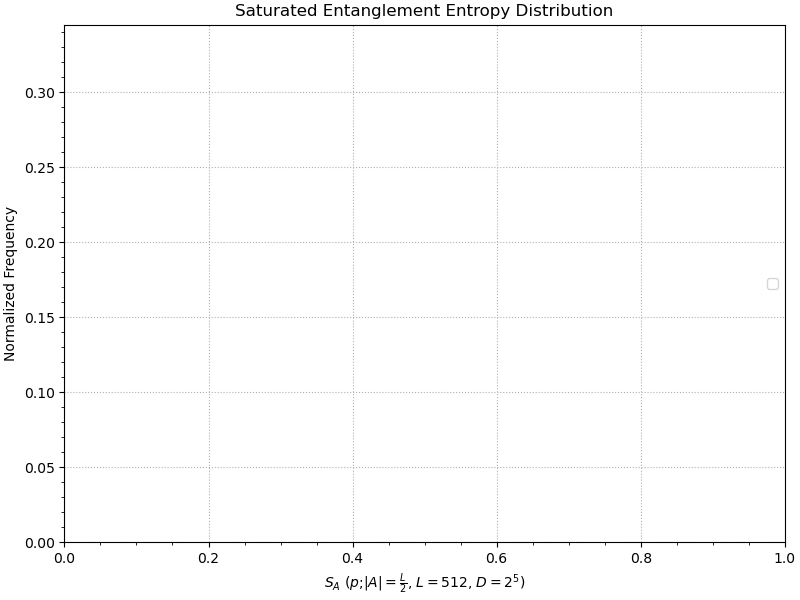 Saturated Entanglement Entropy Distribution
Normalized Frequency
0.30
0.25
0.20
0.15
0.10
0.05
0.00
0.0 0.2 0.4 0.6 0.8 1.0
S_A (p;|A| = L/2, L = 512, D = 2^5)